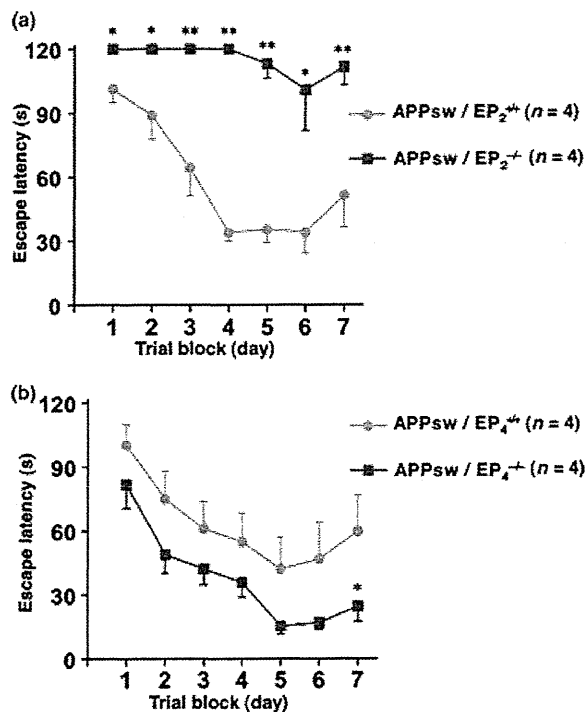 (a)
* * ** ** ** * **
120
90
60
30
0
Escape latency (s)
APPsw / EP2+/+ (n = 4)
APPsw / EP2-/- (n = 4)
1 2 3 4 5 6 7
Trial block (day)
(b)
120
90
60
30
0
Escape latency (s)
APPsw / EP4+/+ (n = 4)
APPsw / EP4-/- (n = 4)
*
1 2 3 4 5 6 7
Trial block (day)